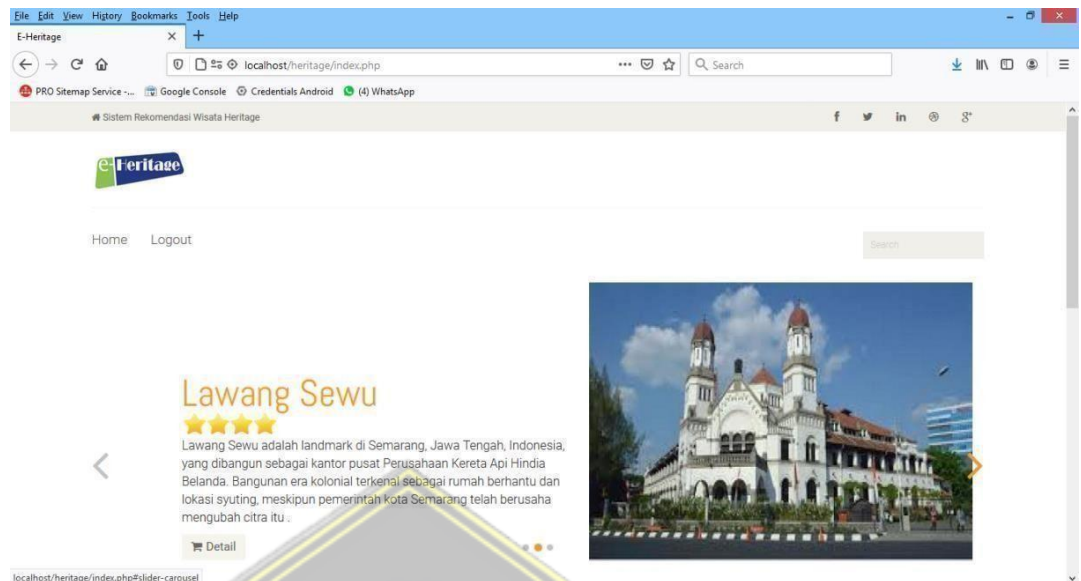 File Edit View History Bookmarks Tools Help
E-Heritage
localhost/heritage/index.php
Search
PRO Sitemap Service -... Google Console Credentials Android (4) WhatsApp
Sistem Rekomendasi Wisata Heritage
e-Heritage
Home Logout
Search
Lawang Sewu
Lawang Sewu adalah landmark di Semarang, Jawa Tengah, Indonesia,
yang dibangun sebagai kantor pusat Perusahaan Kereta Api Hindia
Belanda. Bangunan era kolonial terkenal sebagai rumah berhantu dan
lokasi syuting, meskipun pemerintah kota Semarang telah berusaha
mengubah citra itu .
Detail
localhost/heritage/index.php#slider-carousel